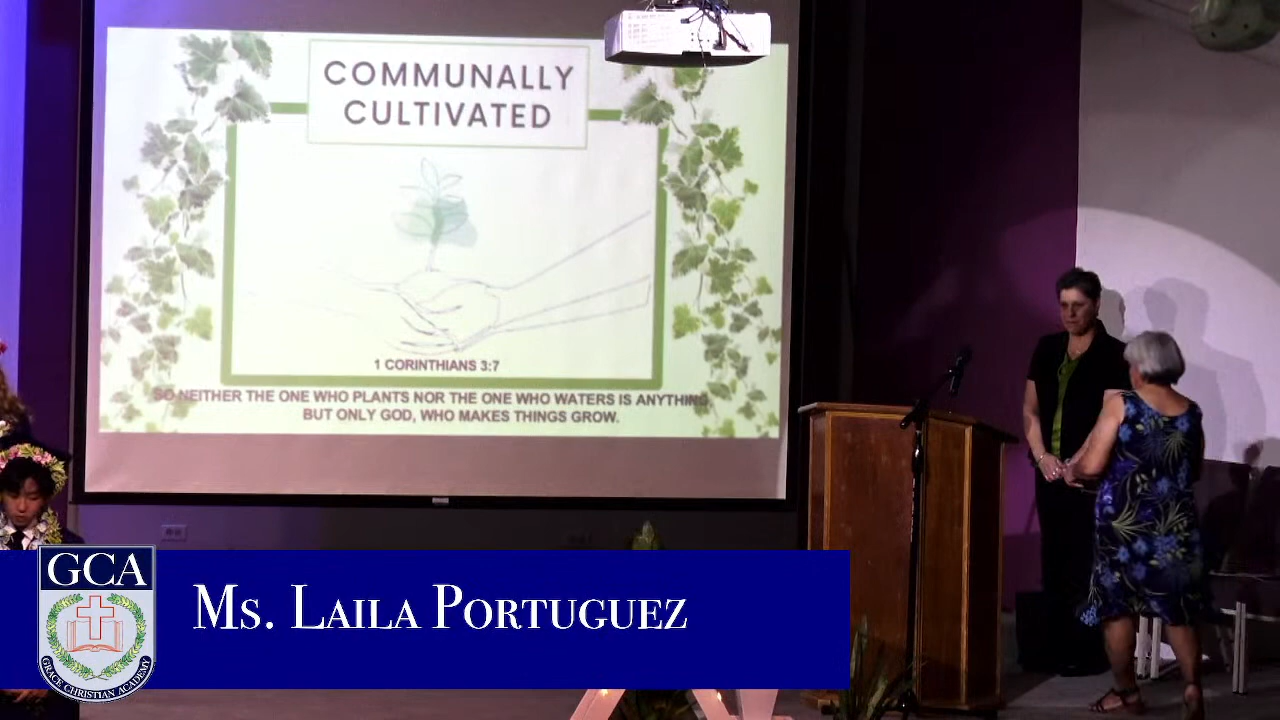 COMMUNALLY
CULTIVATED
1 CORINTHIANS 3:7
SO NEITHER THE ONE WHO PLANTS NOR THE ONE WHO WATERS IS ANYTHING,
BUT ONLY GOD, WHO MAKES THINGS GROW.
GCA
GRACE CHRISTIAN ACADEMY
Ms. Laila Portuguez